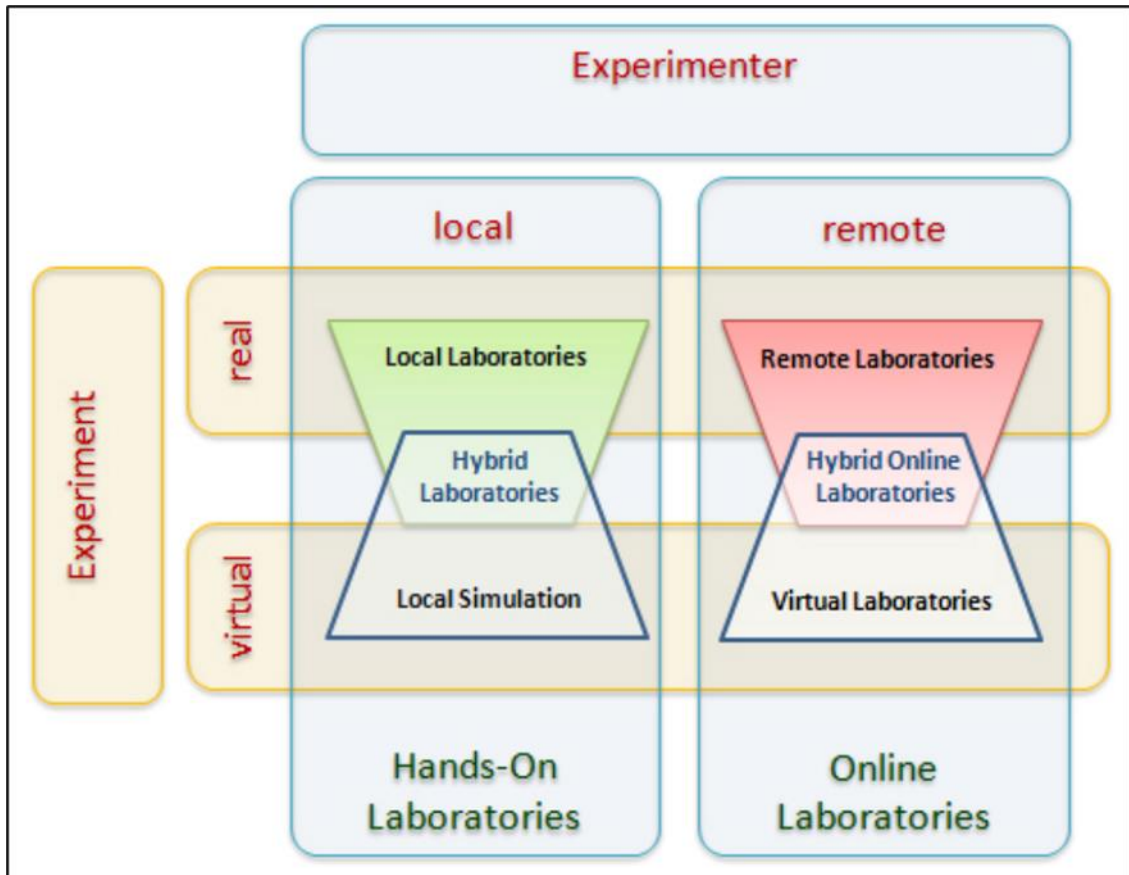 Experimenter
local
remote
Experiment
real
Local Laboratories
Remote Laboratories
Hybrid
Laboratories
Hybrid Online
Laboratories
virtual
Local Simulation
Virtual Laboratories
Hands-On
Laboratories
Online
Laboratories